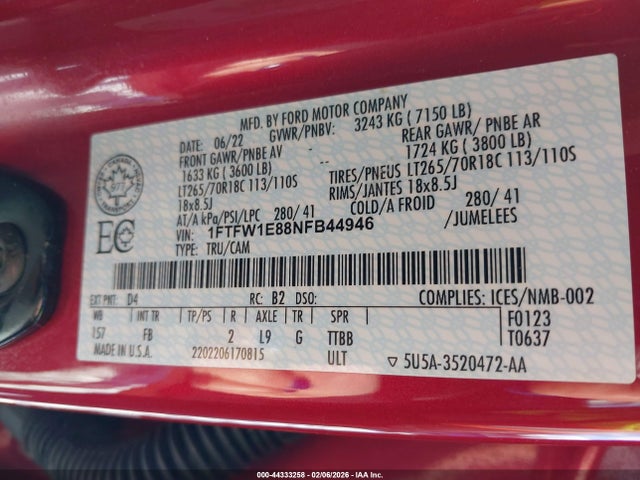 MFD. BY FORD MOTOR COMPANY
06/22 GVWR/PNBV: 3243 KG ( 7150 LB)
FRONT GAWR/PNBE AV REAR GAWR/ PNBE AR
1633 KG ( 3600 LB) 1724 KG ( 3800 LB)
LT265/70R18C 113/110S TIRES/PNEUS LT265/70R18C 113/110S
18x8.5J RIMS/JANTES 18x8.5J
AT/A kPa/PSI/LPC 280/ 41 COLD/A FROID 280/ 41
VIN: 1FTFW1E88NFB44946 /JUMELEES
TYPE: TRU/CAM
EC
EXT PNT: D4 RC: B2 DSO: COMPLIES: ICES/NMB-002
WB INT TR TP/PS R AXLE TR SPR F0123
157 FB 2 L9 G TTBB T0637
2202206170815 ULT 5U5A-3520472-AA
000-44333258 - 02/06/2026 - IAA Inc.